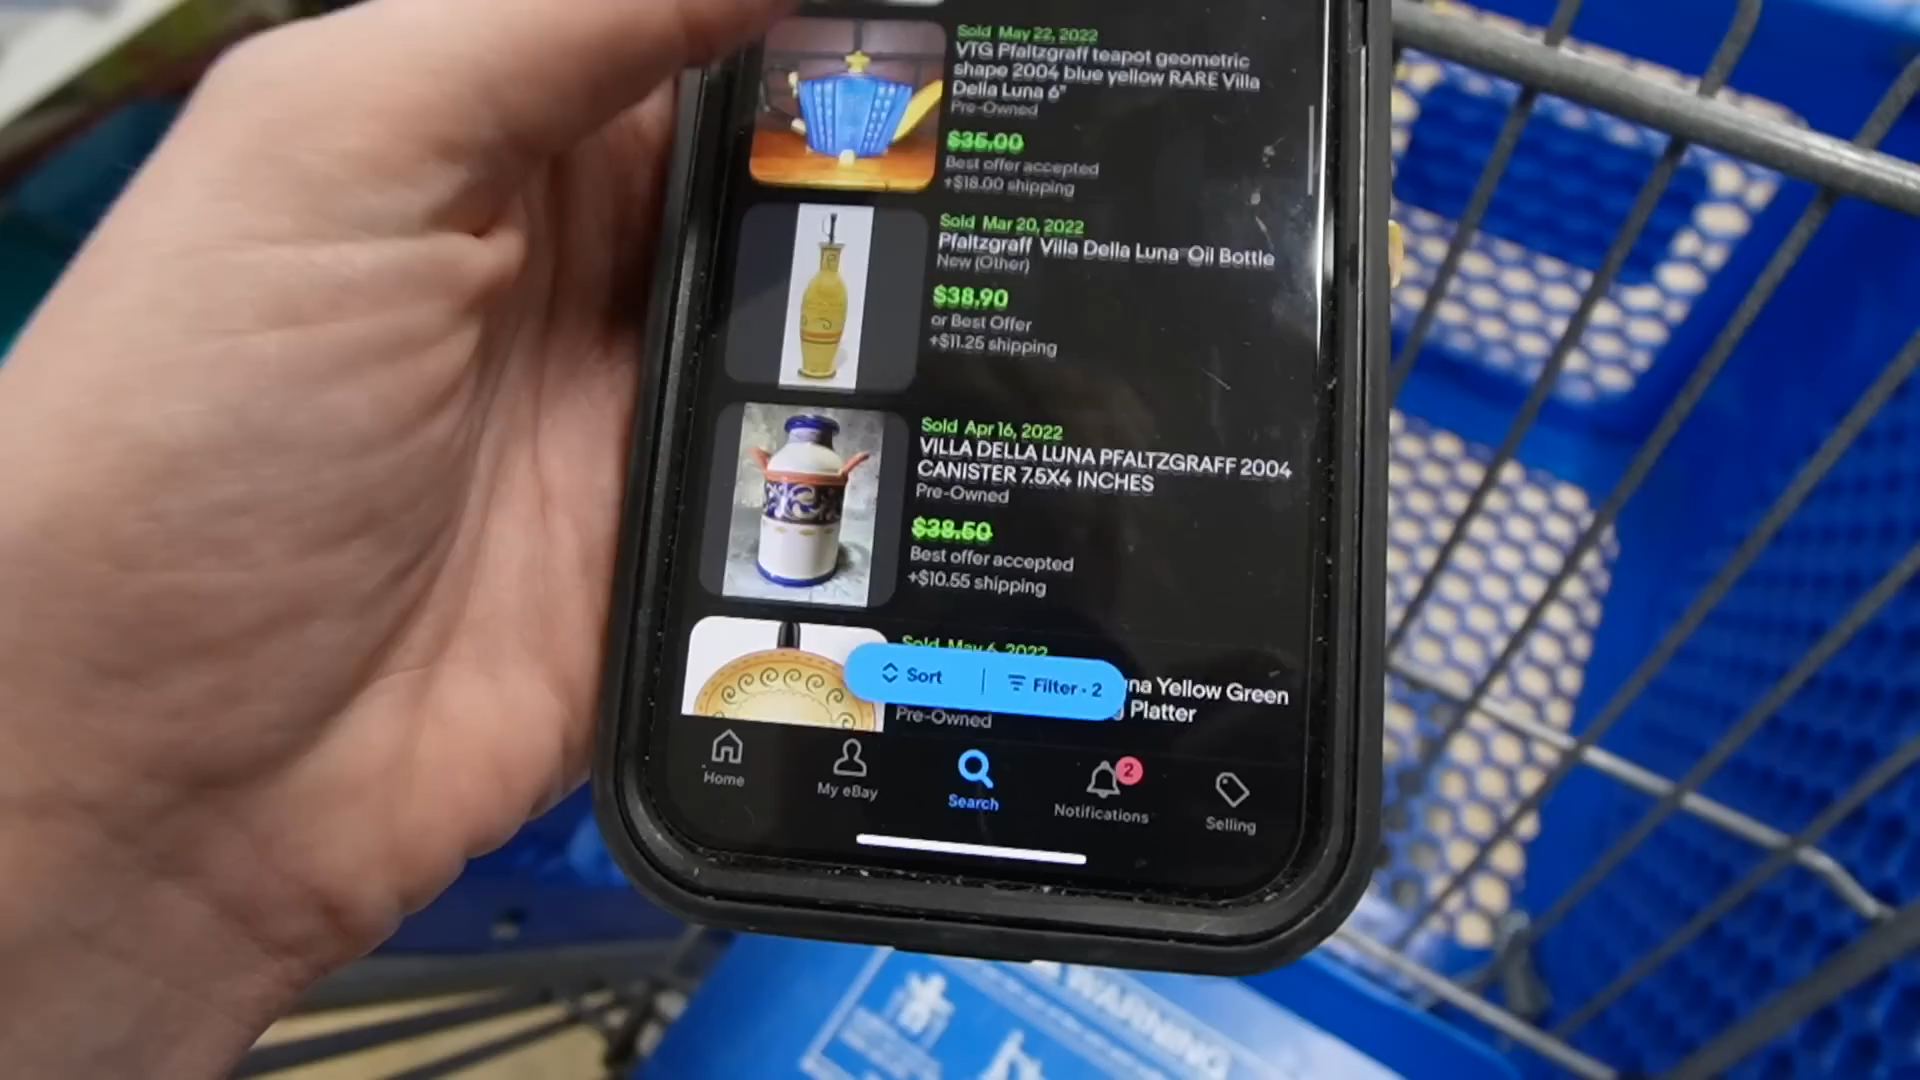 Sold May 22, 2022
VTG Pfaltzgraff teapot geometric
shape 2004 blue yellow RARE Villa
Della Luna 6"
Pre-Owned
$35.00
Best offer accepted
+$18.00 shipping
Sold Mar 20, 2022
Pfaltzgraff Villa Della Luna Oil Bottle
New (Other)
$38.90
or Best Offer
+$11.25 shipping
Sold Apr 16, 2022
VILLA DELLA LUNA PFALTZGRAFF 2004
CANISTER 7.5X4 INCHES
Pre-Owned
$38.50
Best offer accepted
+$10.55 shipping
Sold May 6, 2022
na Yellow Green
Platter
Pre-Owned
Sort
Filter · 2
Home
My eBay
Search
2
Notifications
Selling
WARNING